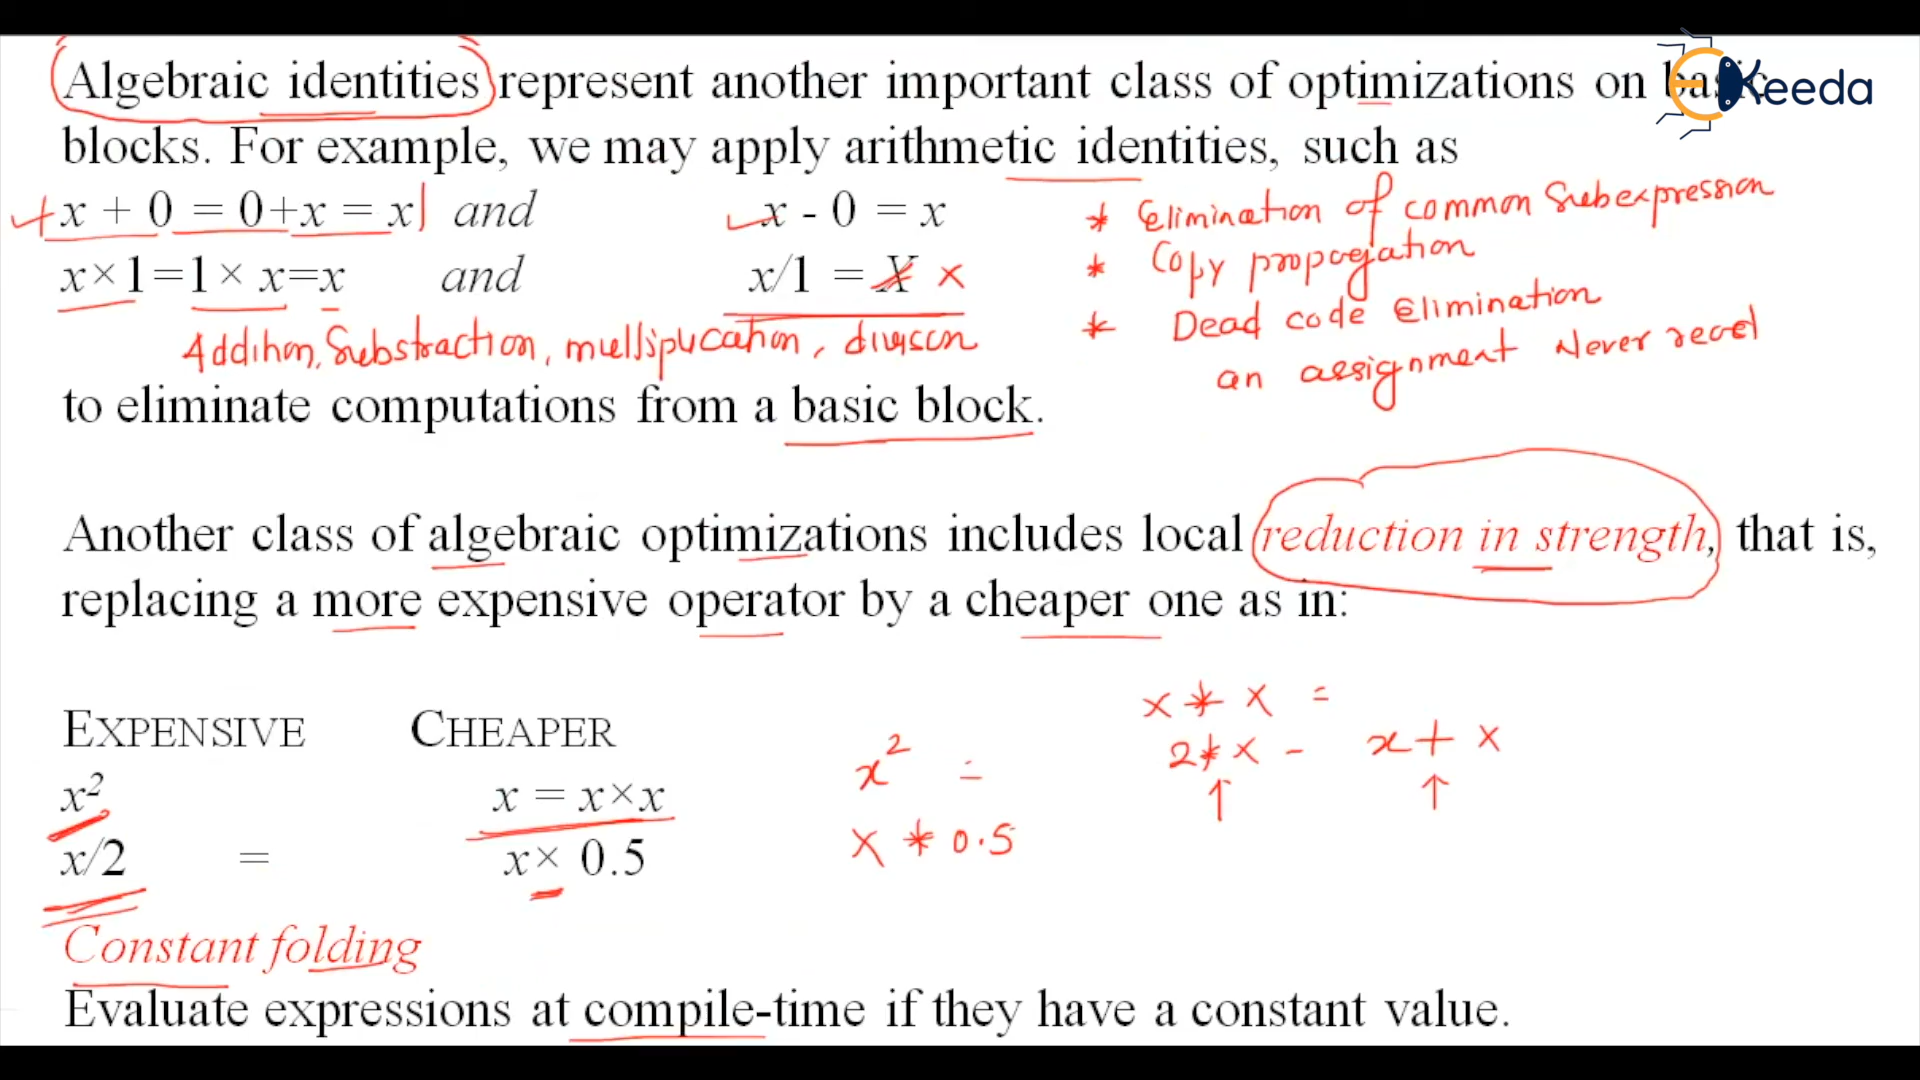 Algebraic identities represent another important class of optimizations on basic
EKeeda
blocks. For example, we may apply arithmetic identities, such as
x + 0 = 0+x = x and x - 0 = x
* Elimination of common Subexpression
x×1=1× x=x and x/1 = X x
* Copy propogation
* Dead code Elimination
Addition, Substraction, multiplication, division
an assignment Never read
to eliminate computations from a basic block.
Another class of algebraic optimizations includes local reduction in strength, that is,
replacing a more expensive operator by a cheaper one as in:
x * x =
EXPENSIVE CHEAPER
2*x - x + x
x² x = x×x
x² =
x/2 = x× 0.5
x * 0.5
Constant folding
Evaluate expressions at compile-time if they have a constant value.